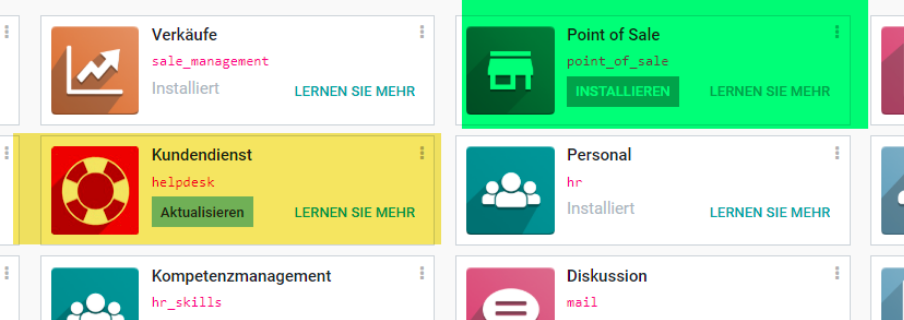 Verkäufe
sale_management
Installiert
LERNEN SIE MEHR
Point of Sale
point_of_sale
INSTALLIEREN
LERNEN SIE MEHR
Kundendienst
helpdesk
Aktualisieren
LERNEN SIE MEHR
Personal
hr
Installiert
LERNEN SIE MEHR
Kompetenzmanagement
hr_skills
Diskussion
mail